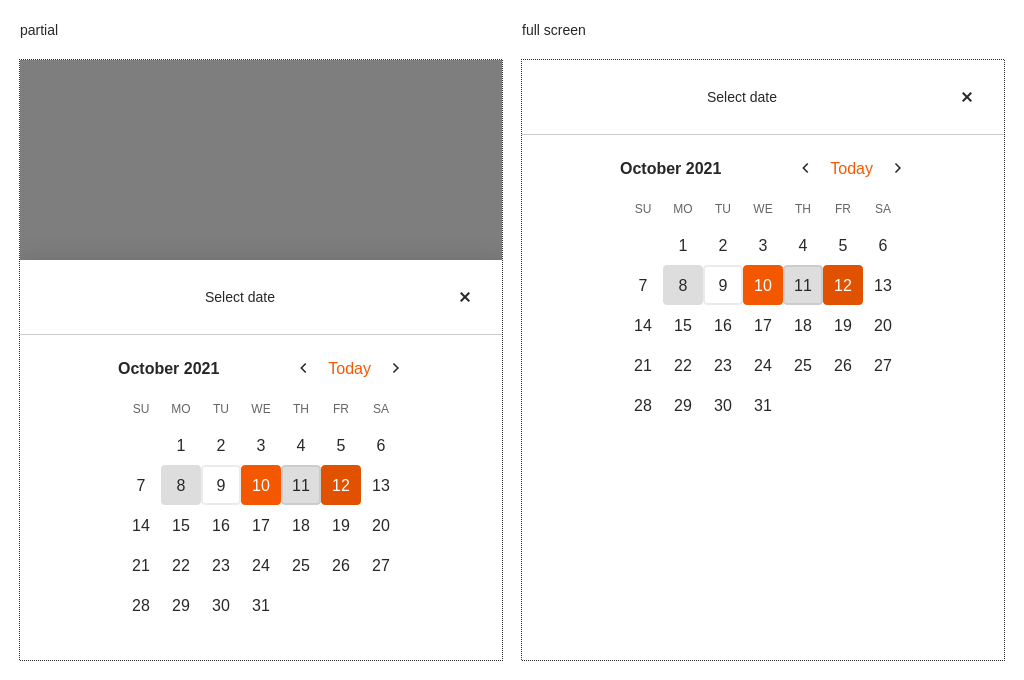 partial
Select date
October 2021 Today
SU MO TU WE TH FR SA
1 2 3 4 5 6
7 8 9 10 11 12 13
14 15 16 17 18 19 20
21 22 23 24 25 26 27
28 29 30 31
full screen
Select date
October 2021 Today
SU MO TU WE TH FR SA
1 2 3 4 5 6
7 8 9 10 11 12 13
14 15 16 17 18 19 20
21 22 23 24 25 26 27
28 29 30 31